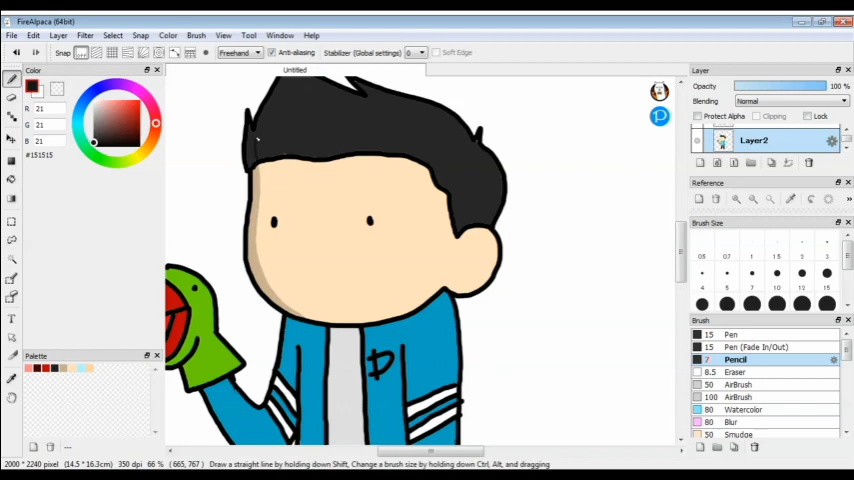 FireAlpaca (64bit)
File Edit Layer Filter Select Snap Color Brush View Tool Window Help
Snap OFF Freehand Anti-aliasing Stabilizer (Global settings) 0 Soft Edge
Color
Untitled
Layer
R 21
G 21
B 21
#151515
Opacity 100 %
Blending Normal
Protect Alpha Clipping Lock
Layer2
Reference
0.5 0.7 1 1.5 2 3
4 5 7 10 12 15
Brush
15 Pen
15 Pen (Fade In/Out)
7 Pencil
8.5 Eraser
50 AirBrush
100 AirBrush
80 Watercolor
80 Blur
50 Smudge
Palette
D
2000 * 2240 pixel (14.5 * 16.3cm) 350 dpi 66 % (665, 767) Draw a straight line by holding down Shift, Change a brush size by holding down Ctrl, Alt, and dragging